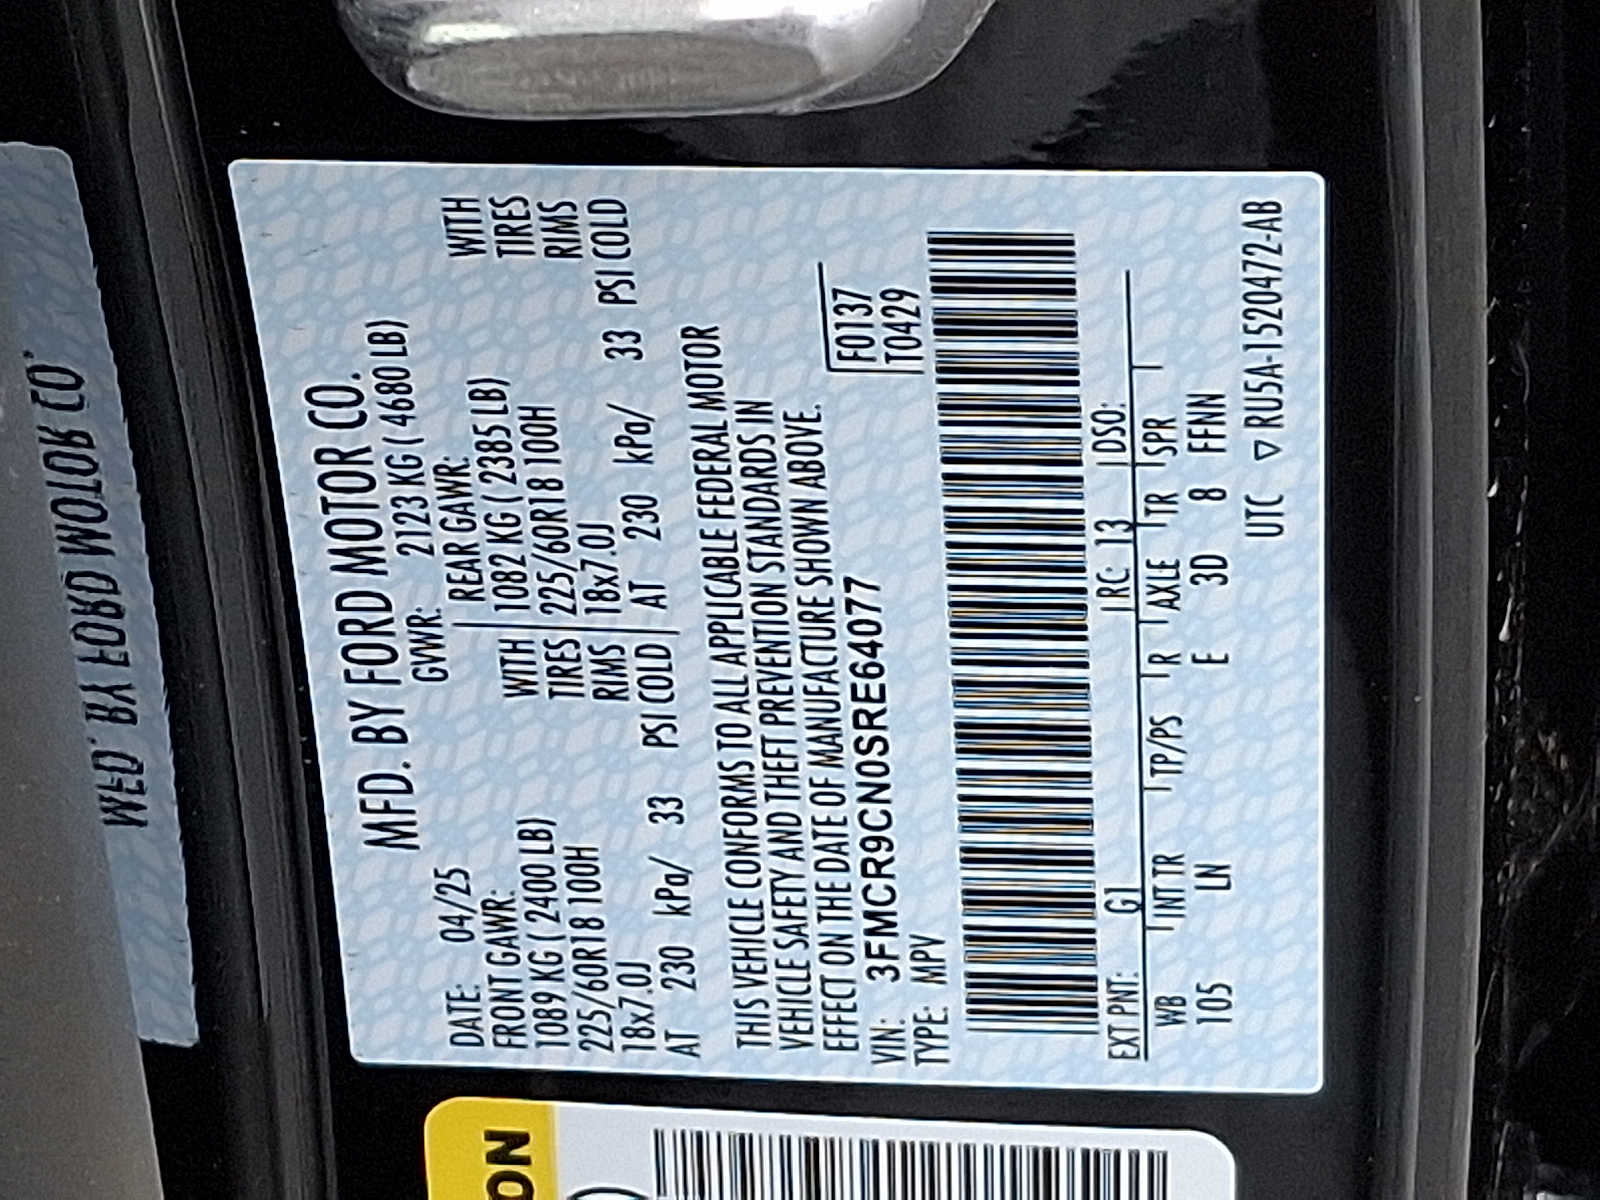 MFD. BY FORD MOTOR CO.
MFD. BY FORD MOTOR CO.
DATE: 04/25 GVWR: 2123 KG ( 4680 LB)
FRONT GAWR: REAR GAWR:
1089 KG ( 2400 LB) WITH 1082 KG ( 2385 LB) WITH
225/60R18 100H TIRES 225/60R18 100H TIRES
18x7.0J RIMS 18x7.0J RIMS
AT 230 kPa/ 33 PSI COLD AT 230 kPa/ 33 PSI COLD
THIS VEHICLE CONFORMS TO ALL APPLICABLE FEDERAL MOTOR
VEHICLE SAFETY AND THEFT PREVENTION STANDARDS IN
EFFECT ON THE DATE OF MANUFACTURE SHOWN ABOVE.
VIN: 3FMCR9CN0SRE64077 F0137
TYPE: MPV T0429
EXT PNT: G1 RC: 13 DSO:
WB INT TR TP/PS R AXLE TR SPR
105 LN E 3D 8 FFNN
UTC ▽ RU5A-1520472-AB
ON